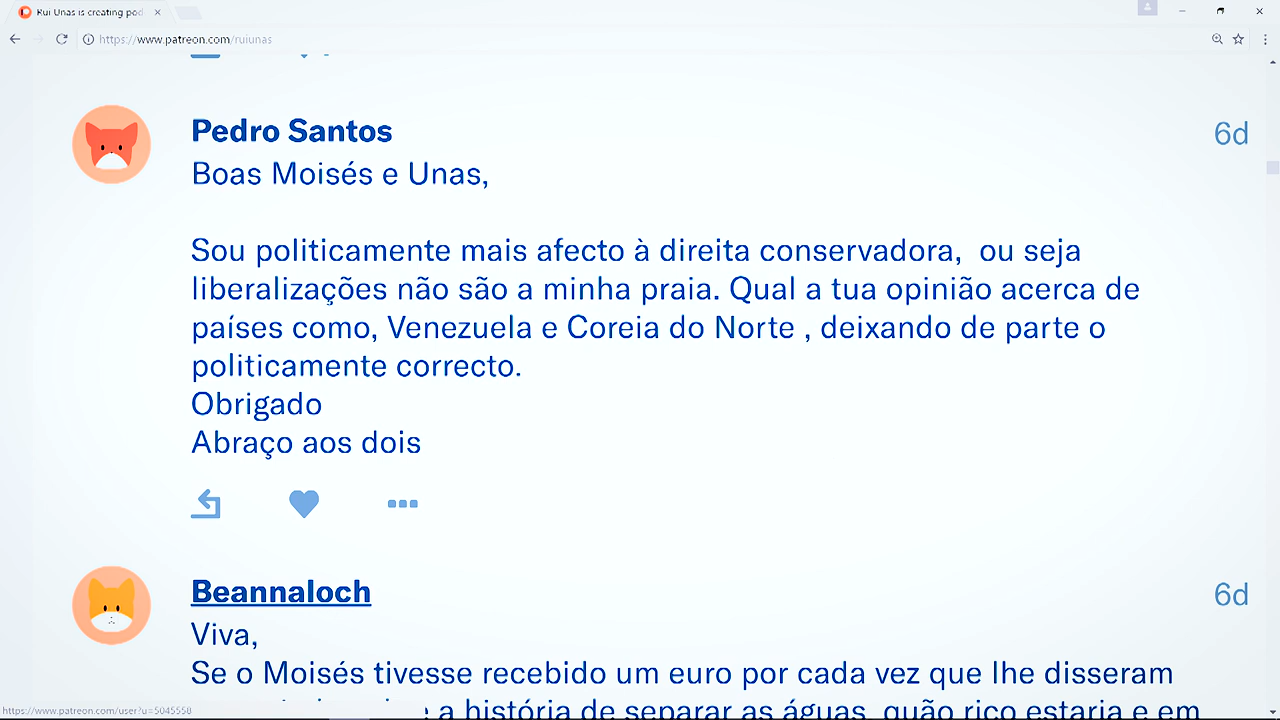 Rui Unas is creating pod
https://www.patreon.com/ruiunas
Pedro Santos
6d
Boas Moisés e Unas,
Sou politicamente mais afecto à direita conservadora, ou seja
liberalizações não são a minha praia. Qual a tua opinião acerca de
países como, Venezuela e Coreia do Norte , deixando de parte o
politicamente correcto.
Obrigado
Abraço aos dois
Beannaloch
6d
Viva,
Se o Moisés tivesse recebido um euro por cada vez que lhe disseram
a história de separar as águas, quão rico estaria e em
https://www.patreon.com/user?u=5045558